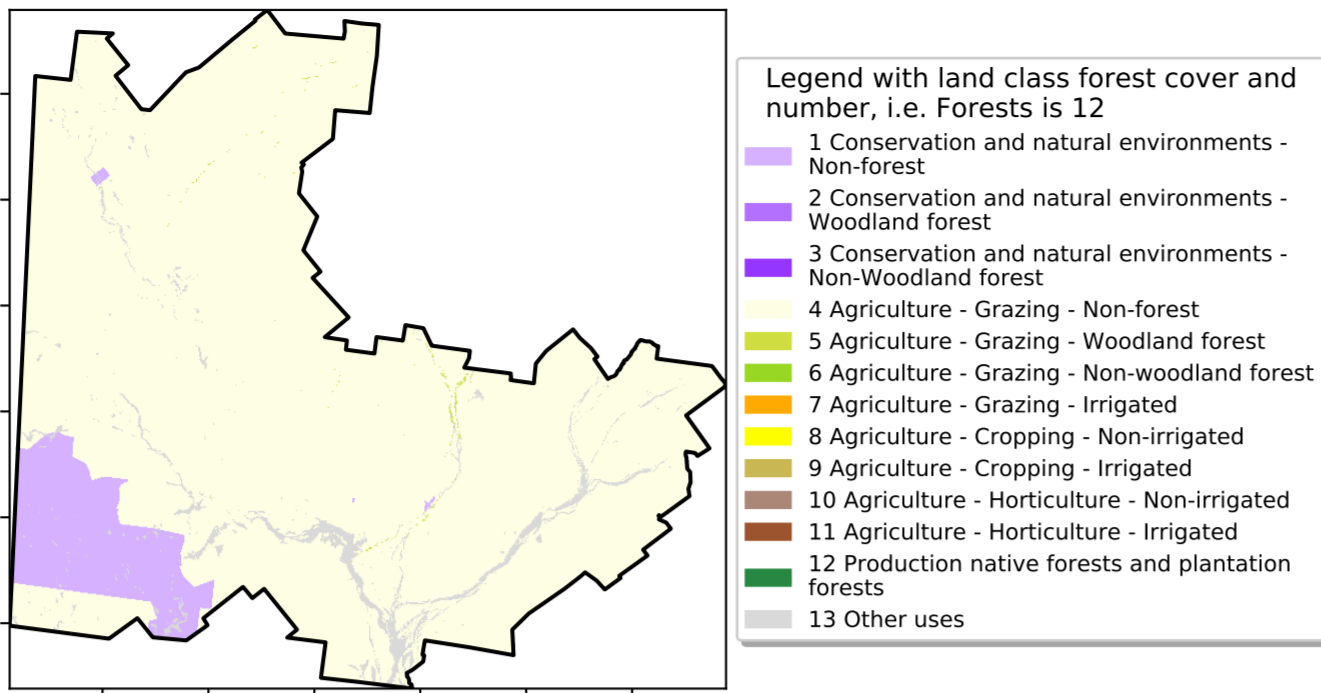 Legend with land class forest cover and
number, i.e. Forests is 12
1 Conservation and natural environments -
Non-forest
2 Conservation and natural environments -
Woodland forest
3 Conservation and natural environments -
Non-Woodland forest
4 Agriculture - Grazing - Non-forest
5 Agriculture - Grazing - Woodland forest
6 Agriculture - Grazing - Non-woodland forest
7 Agriculture - Grazing - Irrigated
8 Agriculture - Cropping - Non-irrigated
9 Agriculture - Cropping - Irrigated
10 Agriculture - Horticulture - Non-irrigated
11 Agriculture - Horticulture - Irrigated
12 Production native forests and plantation
forests
13 Other uses